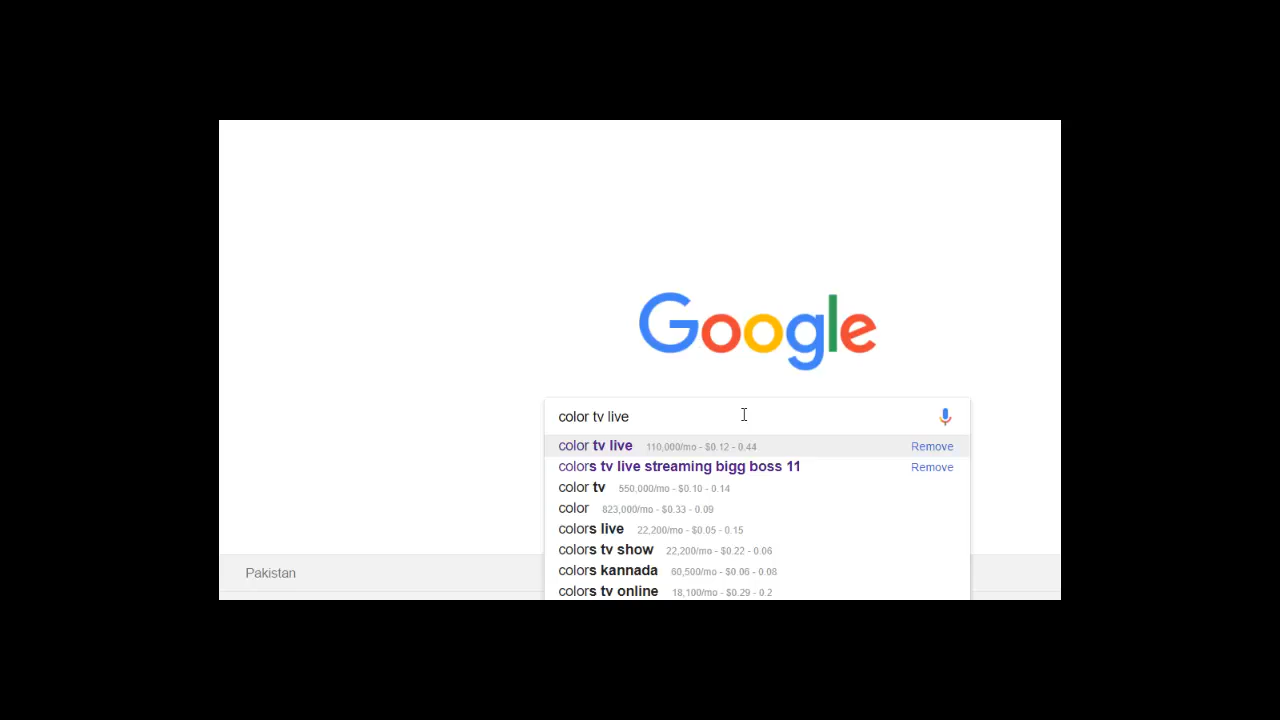 Google
color tv live
color tv live 110,000/mo - $0.12 - 0.44 Remove
colors tv live streaming bigg boss 11 Remove
color tv 550,000/mo - $0.10 - 0.14
color 823,000/mo - $0.33 - 0.09
colors live 22,200/mo - $0.05 - 0.15
colors tv show 22,200/mo - $0.22 - 0.06
colors kannada 60,500/mo - $0.06 - 0.08
Pakistan
colors tv online 18,100/mo - $0.29 - 0.2